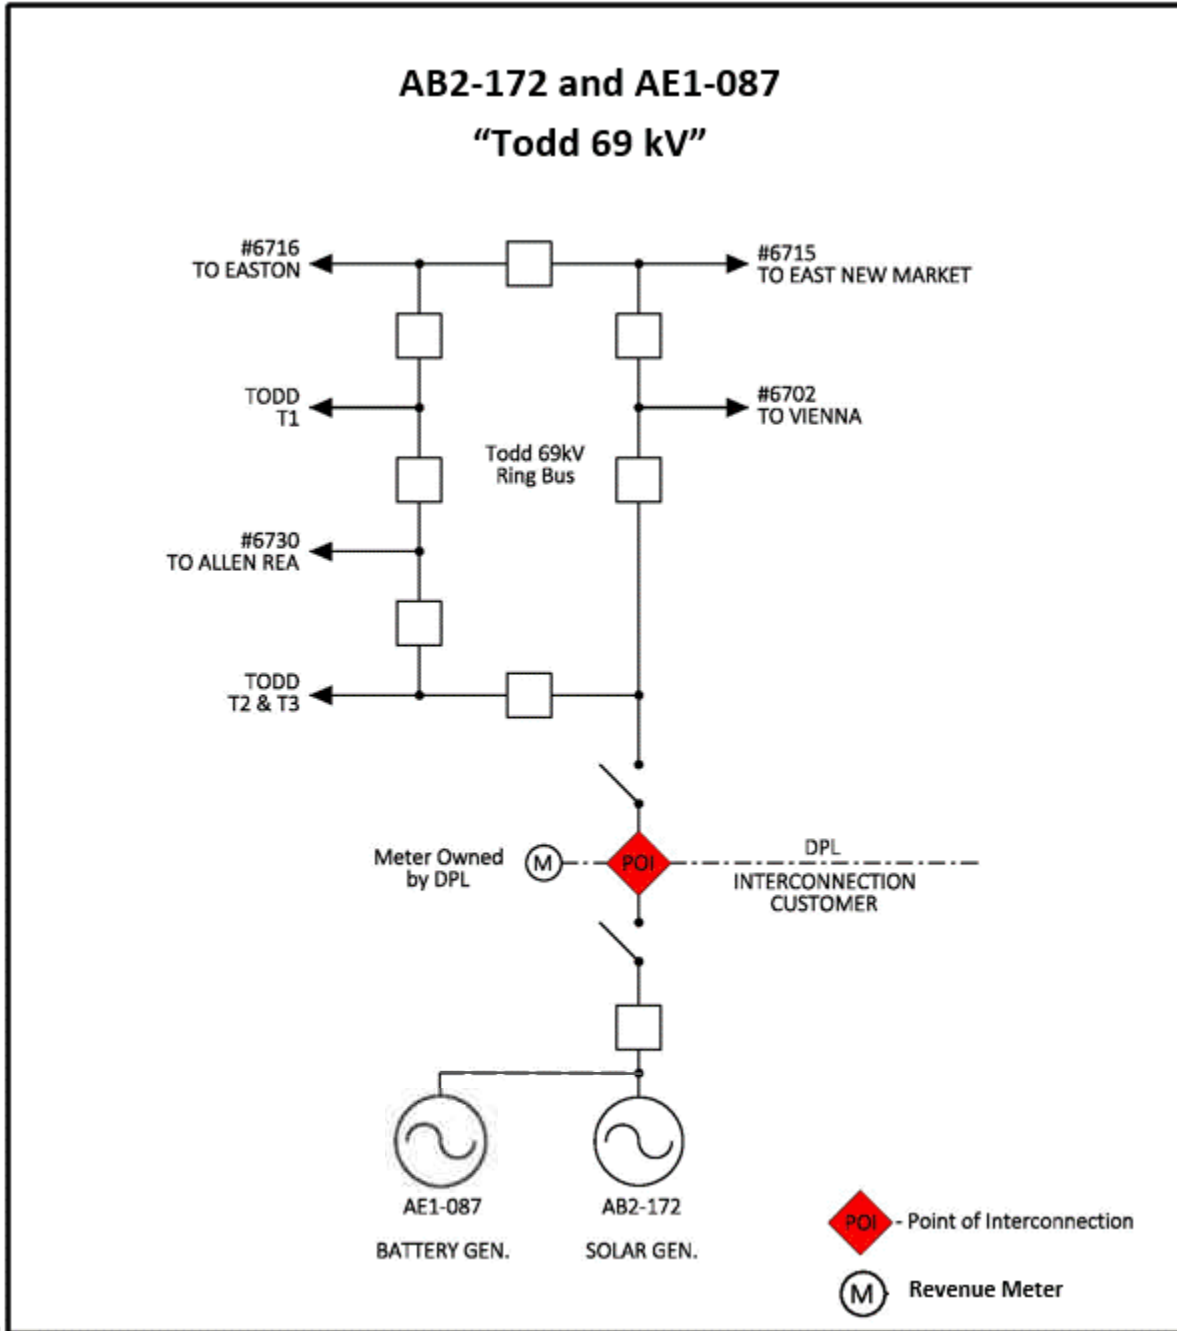 AB2-172 and AE1-087
“Todd 69 kV”
#6716
TO EASTON
#6715
TO EAST NEW MARKET
TODD
T1
#6702
TO VIENNA
Todd 69kV
Ring Bus
#6730
TO ALLEN REA
TODD
T2 & T3
Meter Owned
by DPL
M
POI
DPL
INTERCONNECTION
CUSTOMER
AE1-087
BATTERY GEN.
AB2-172
SOLAR GEN.
POI - Point of Interconnection
M Revenue Meter